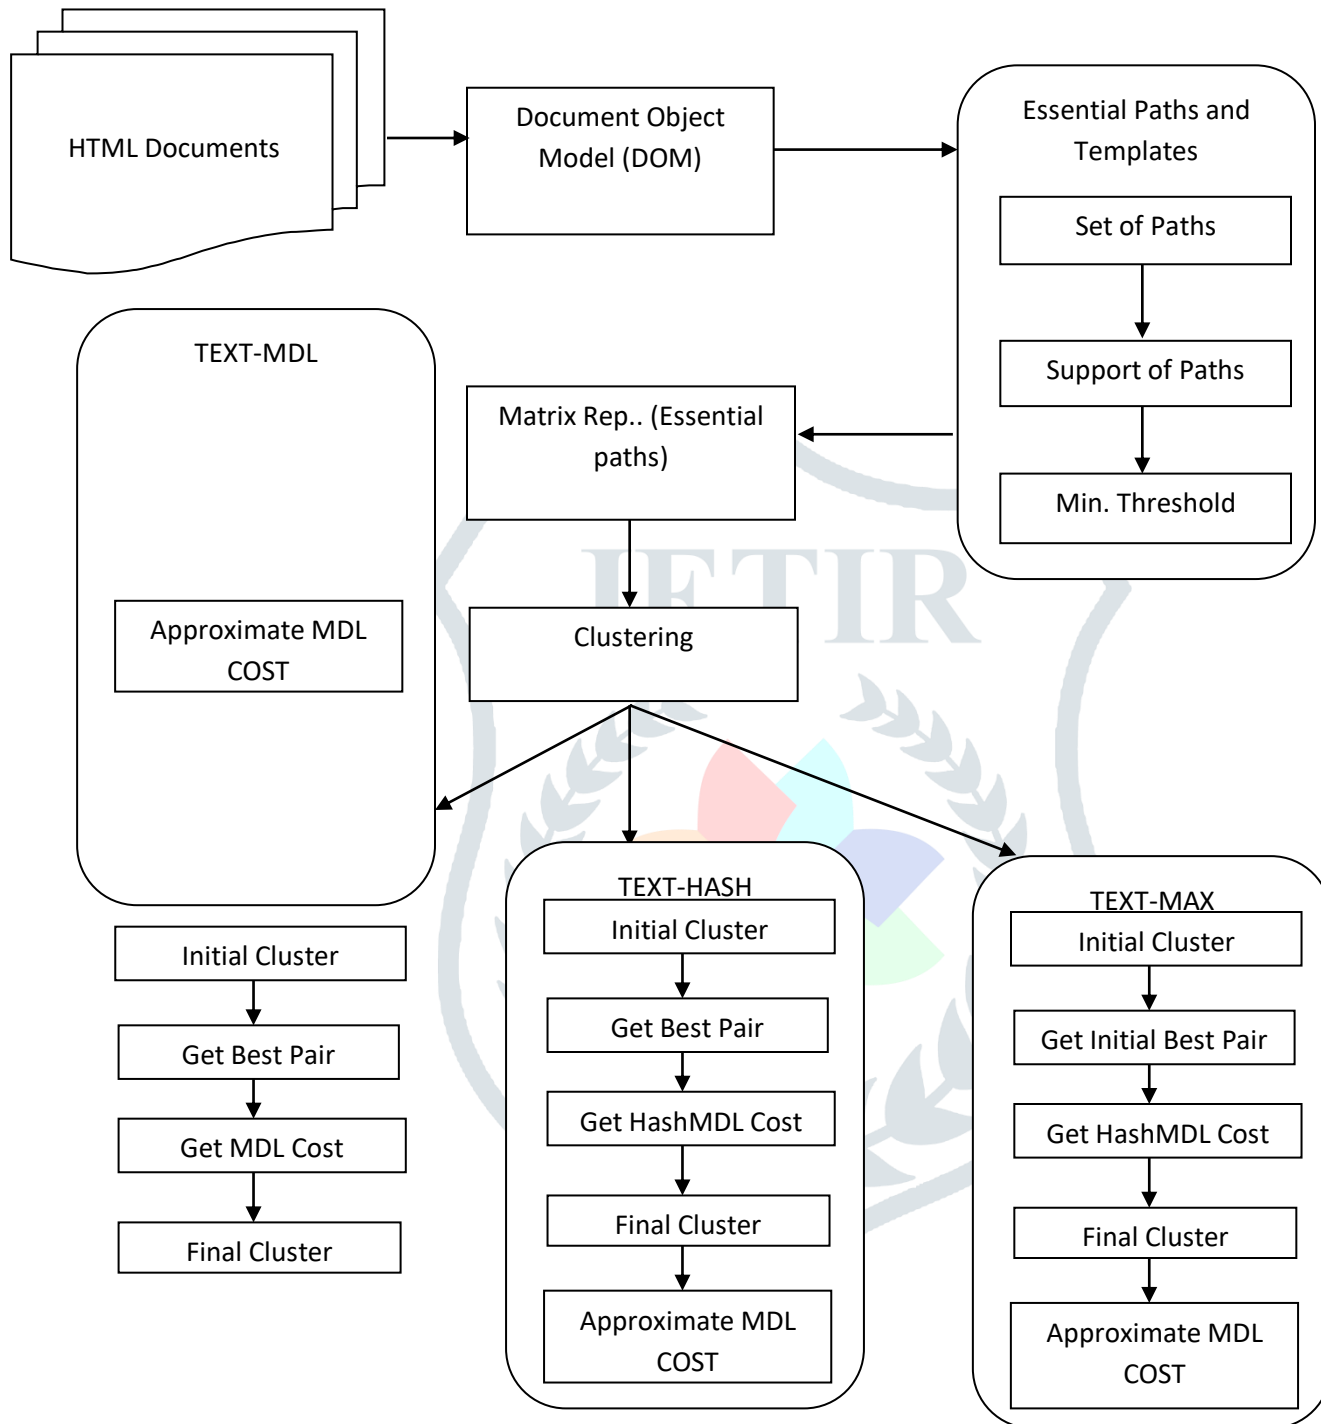 HTML Documents
Document Object
Model (DOM)
Essential Paths and
Templates
Set of Paths
Support of Paths
Min. Threshold
TEXT-MDL
Approximate MDL
COST
Matrix Rep.. (Essential
paths)
Clustering
JETIR
Initial Cluster
Get Best Pair
Get MDL Cost
Final Cluster
TEXT-HASH
Initial Cluster
Get Best Pair
Get HashMDL Cost
Final Cluster
Approximate MDL
COST
TEXT-MAX
Initial Cluster
Get Initial Best Pair
Get HashMDL Cost
Final Cluster
Approximate MDL
COST